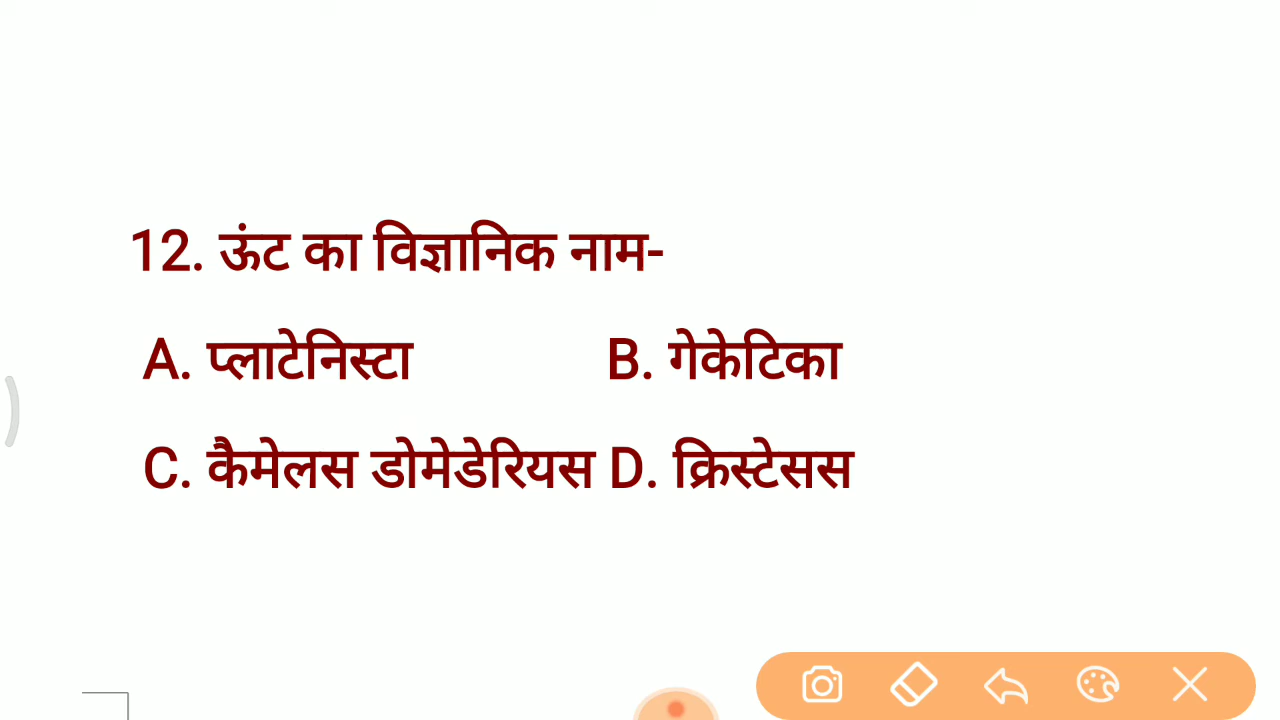 12. ऊंट का विज्ञानिक नाम-
A. प्लाटेनिस्टा B. गेकेटिका
C. कैमेलस डोमेडेरियस D. क्रिस्टेसस